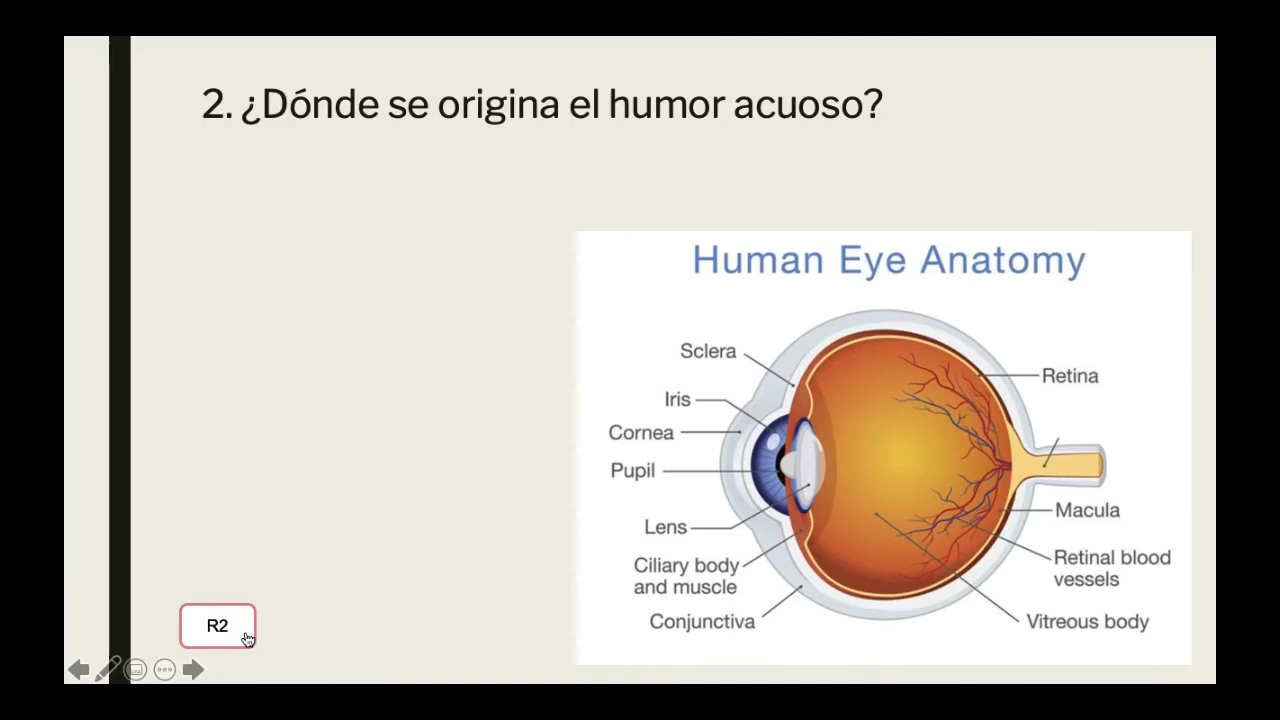 2. ¿Dónde se origina el humor acuoso?
Human Eye Anatomy
Sclera
Iris
Cornea
Pupil
Lens
Ciliary body
and muscle
Conjunctiva
Retina
Macula
Retinal blood
vessels
Vitreous body
R2